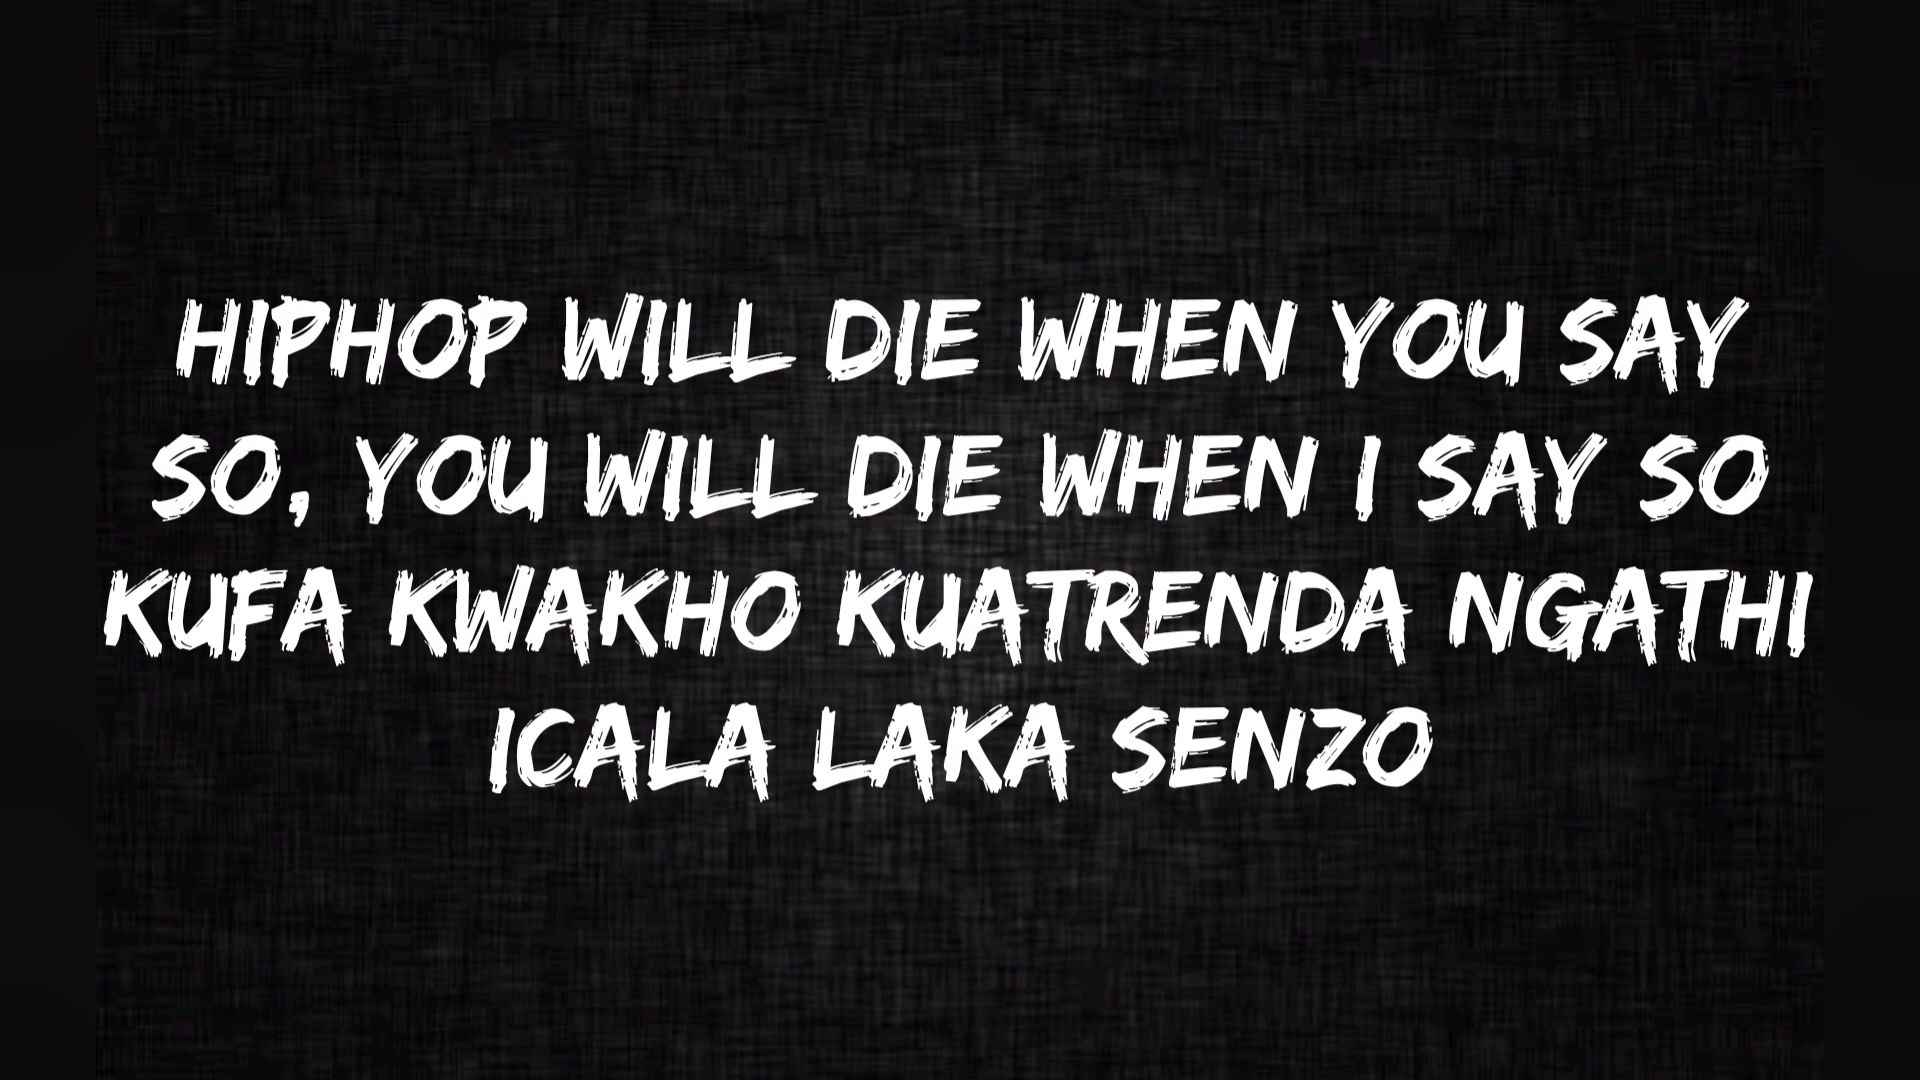 HIPHOP WILL DIE WHEN YOU SAY
SO, YOU WILL DIE WHEN I SAY SO
KUFA KWAKHO KUATRENDA NGATHI
ICALA LAKA SENZO